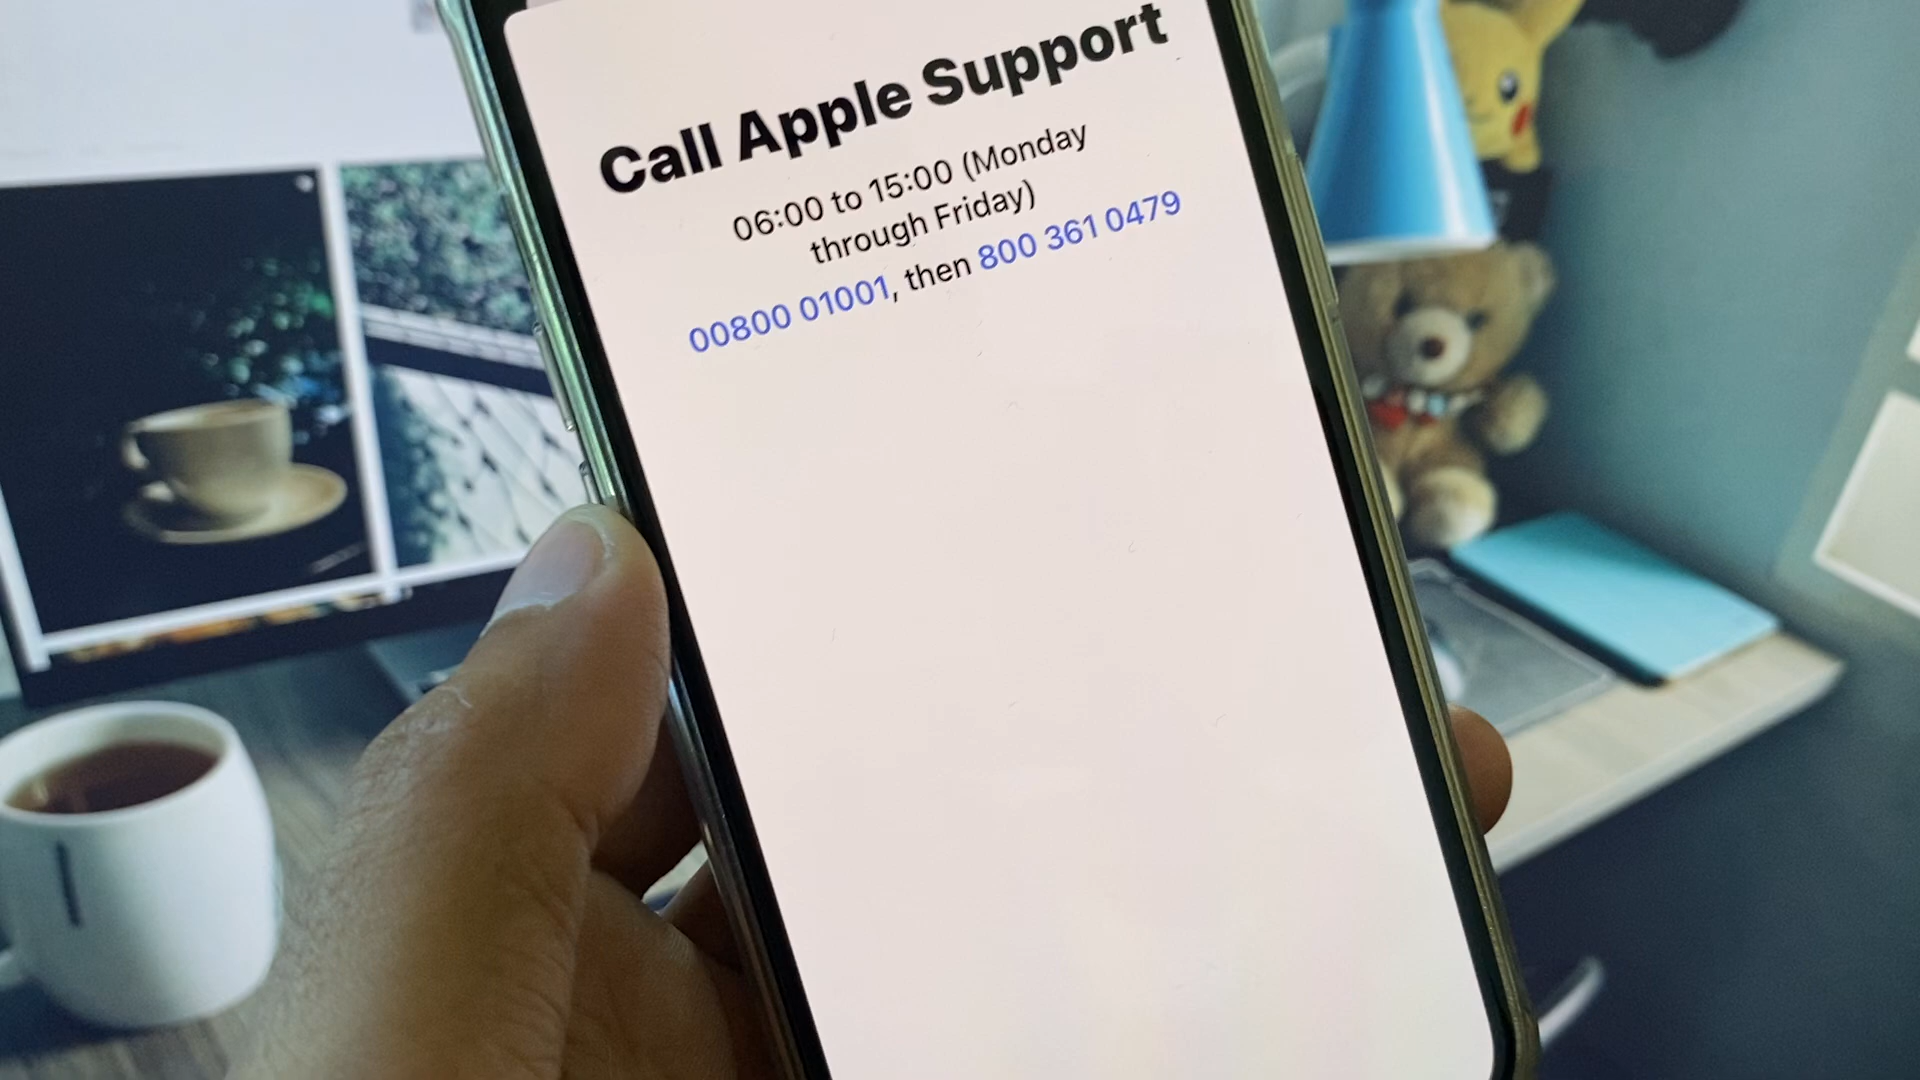 Call Apple Support
06:00 to 15:00 (Monday
through Friday)
00800 01001, then 800 361 0479